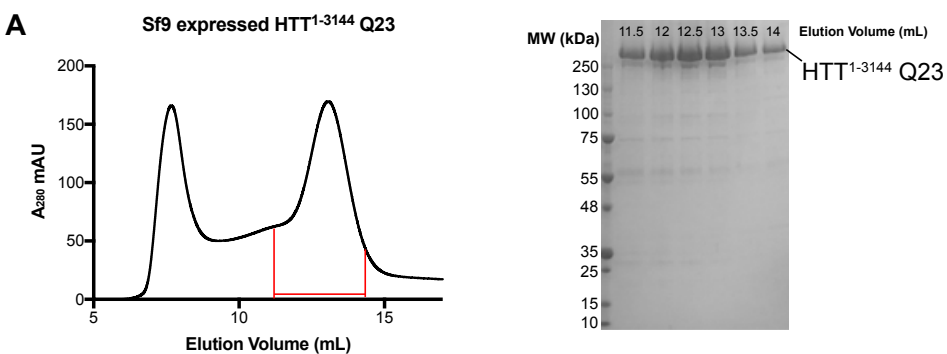 A
Sf9 expressed HTT1-3144 Q23
A280 mAU
200
150
100
50
0
5
10
15
Elution Volume (mL)
MW (kDa)
11.5 12 12.5 13 13.5 14
Elution Volume (mL)
HTT1-3144 Q23
250
130
100
75
55
48
35
25
15
10